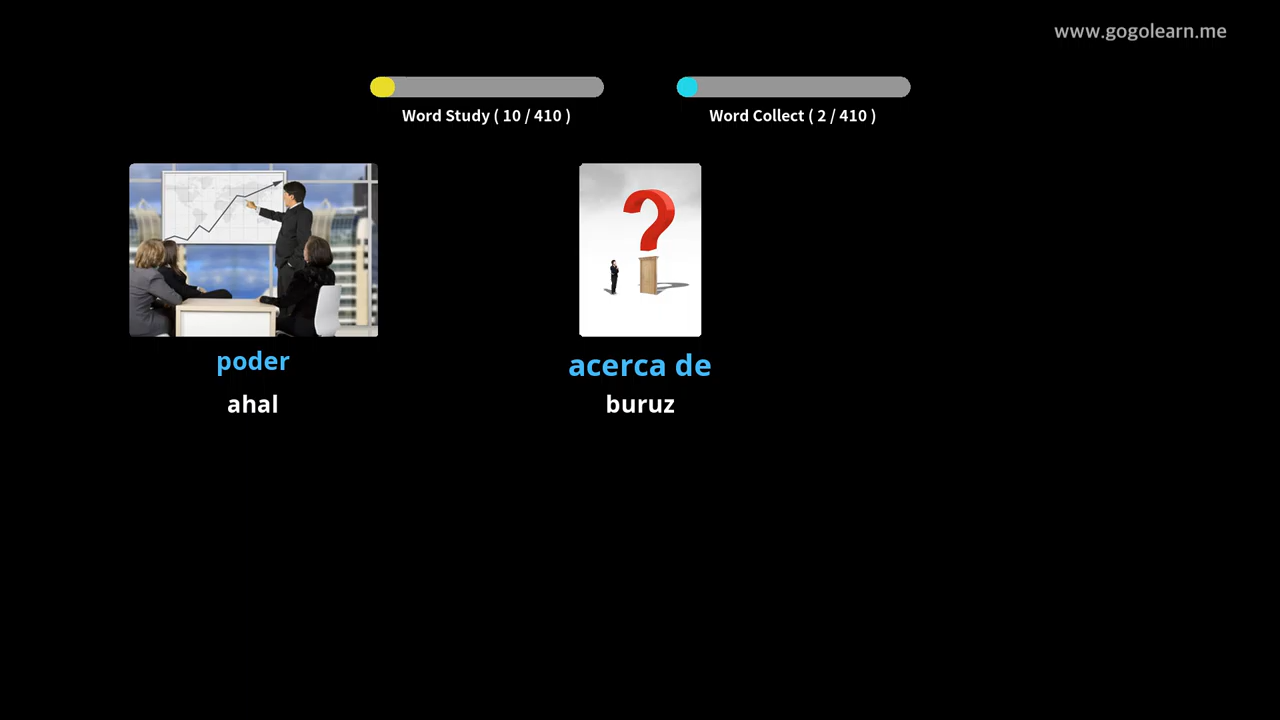 www.gogolearn.me
Word Study ( 10 / 410 )
Word Collect ( 2 / 410 )
poder
ahal
acerca de
buruz